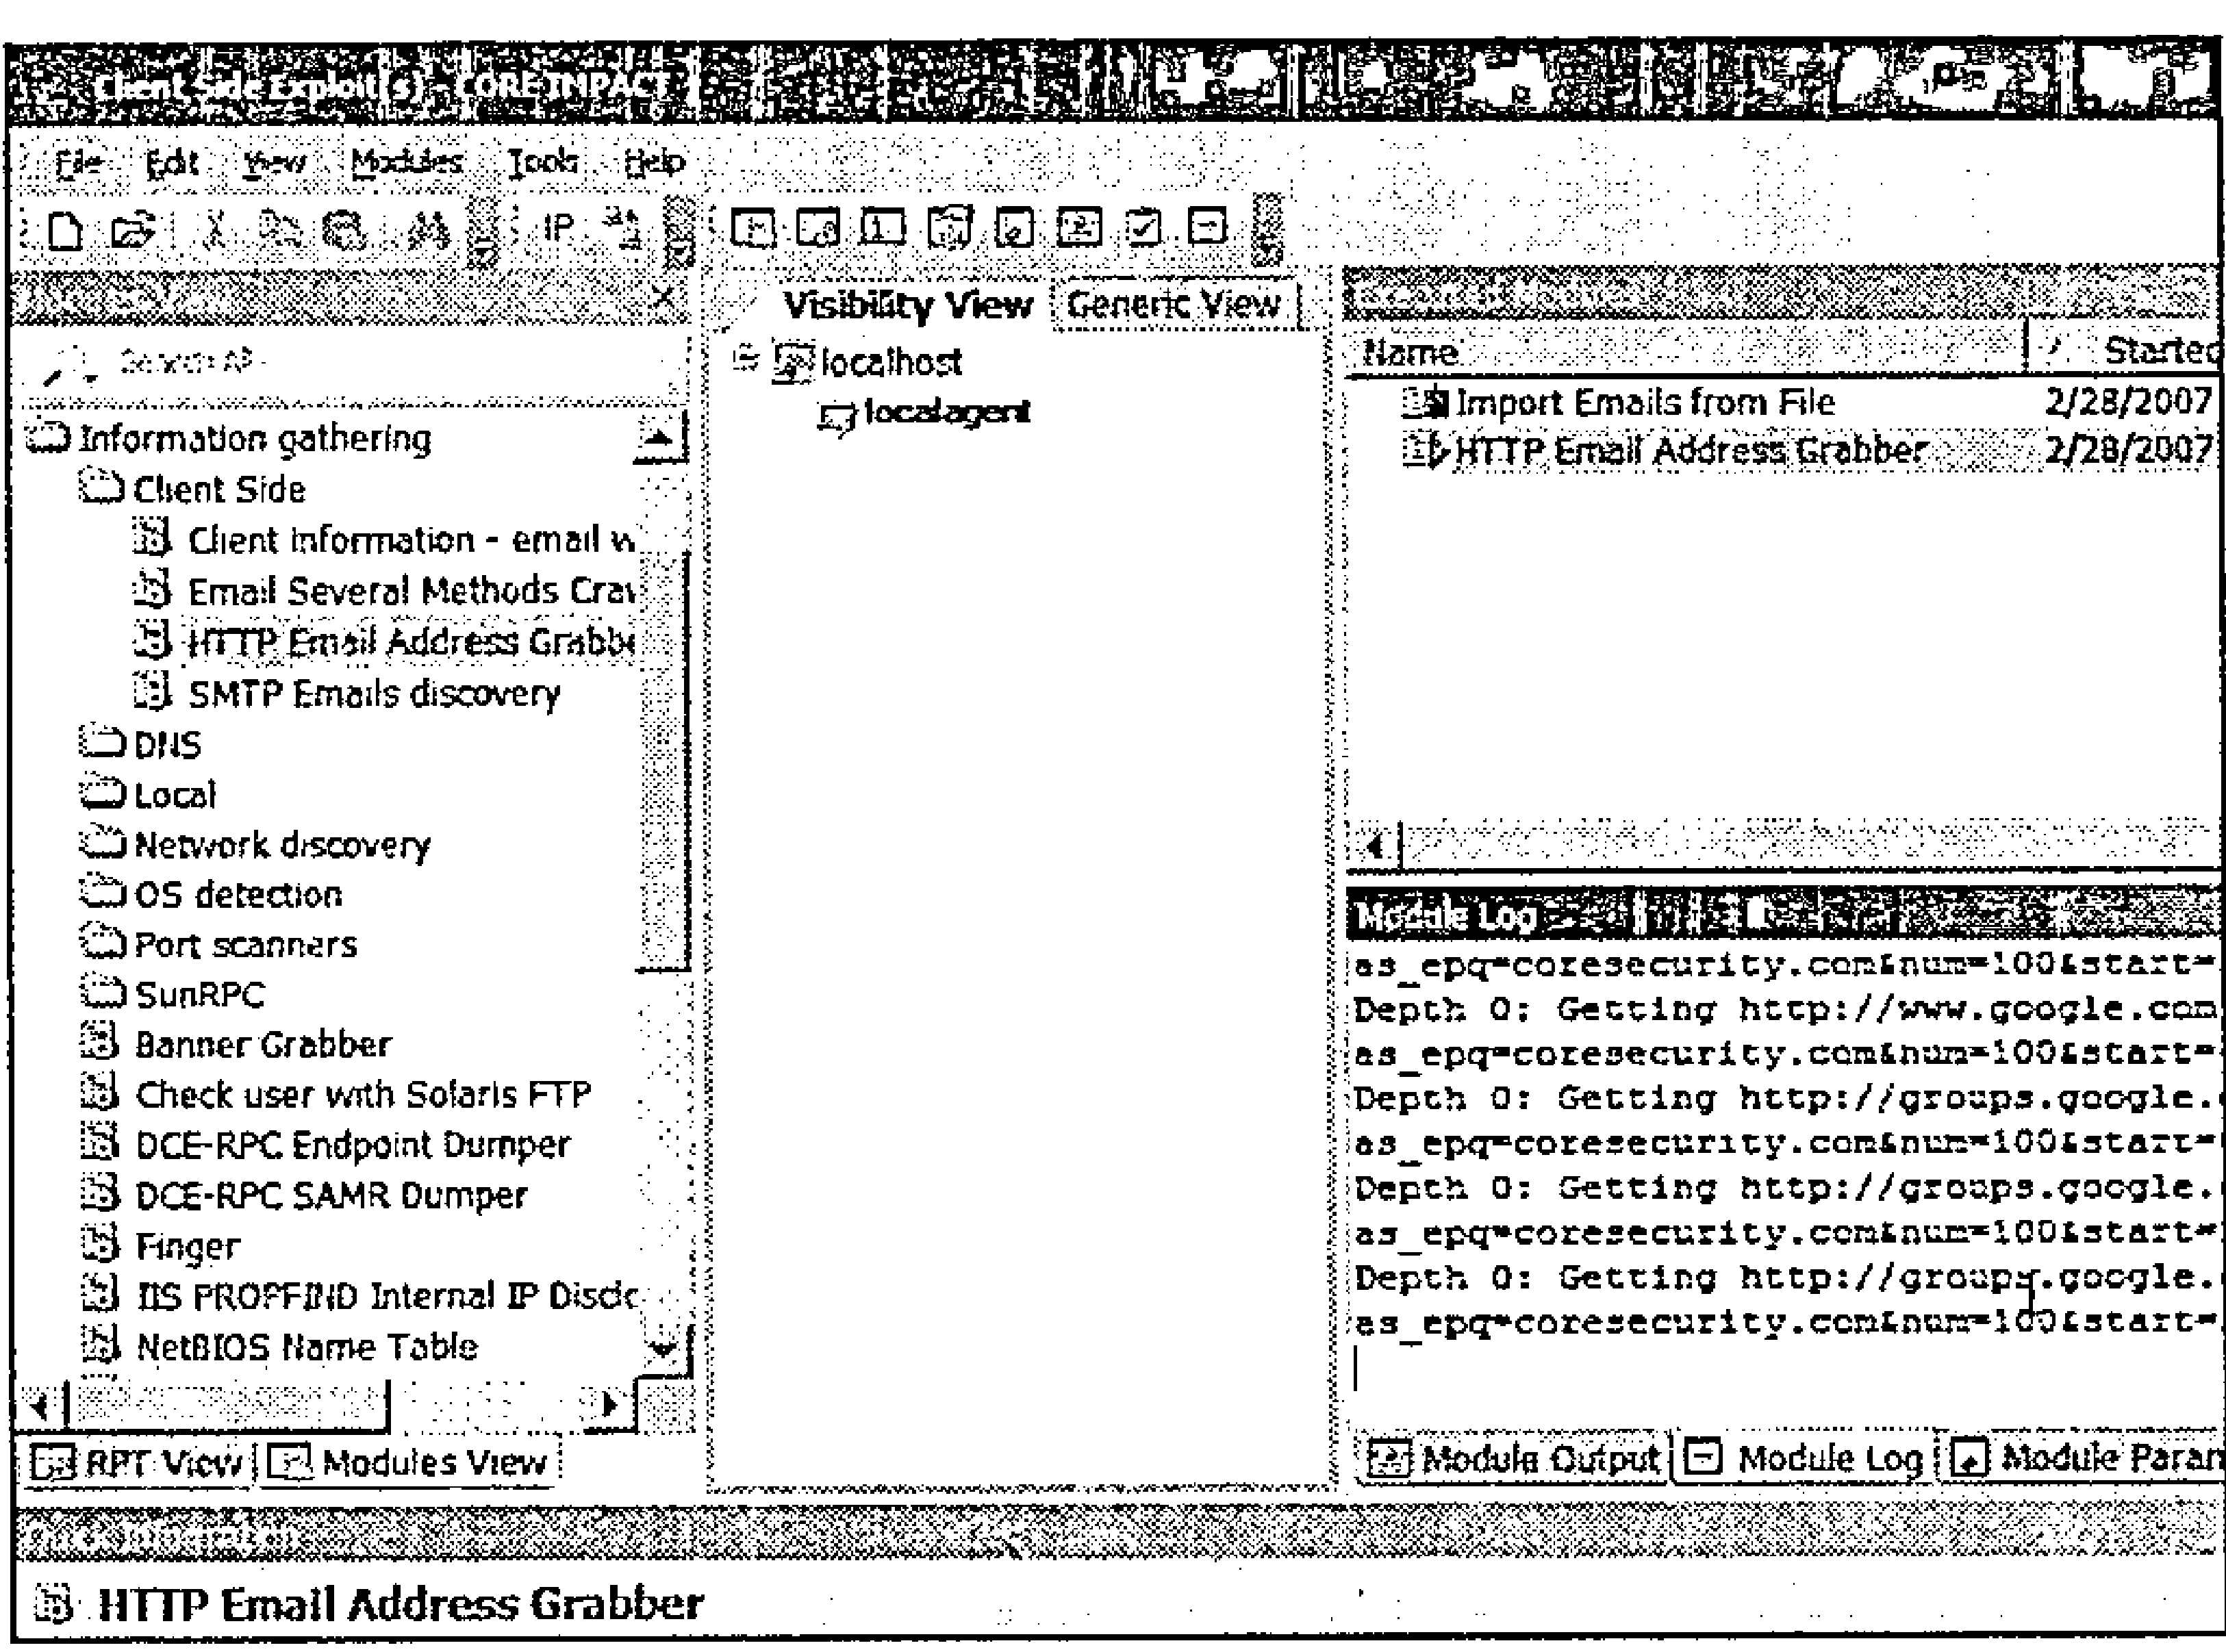 Client Side Exploit(s) - CORE IMPACT
File Edit View Modules Tools Help
IP
Search All
Information gathering
Client Side
Client Information - email w
Email Several Methods Craw
HTTP Email Address Grabbe
SMTP Emails discovery
DNS
Local
Network discovery
OS detection
Port scanners
SunRPC
Banner Grabber
Check user with Solaris FTP
DCE-RPC Endpoint Dumper
DCE-RPC SAMR Dumper
Finger
IIS PROPFIND Internal IP Disclo
NetBIOS Name Table
RPT View Modules View
Visibility View Generic View
localhost
localagent
Name Started
Import Emails from File 2/28/2007
HTTP Email Address Grabber 2/28/2007
Module Log
as_epq=coresecurity.com&num=100&start=
Depth 0: Getting http://www.google.com
as_epq=coresecurity.com&num=100&start=
Depth 0: Getting http://groups.google.
as_epq=coresecurity.com&num=100&start=
Depth 0: Getting http://groups.google.
as_epq=coresecurity.com&num=100&start=
Depth 0: Getting http://groups.google.
as_epq=coresecurity.com&num=100&start=
Module Output Module Log Module Param
Quick Information
HTTP Email Address Grabber